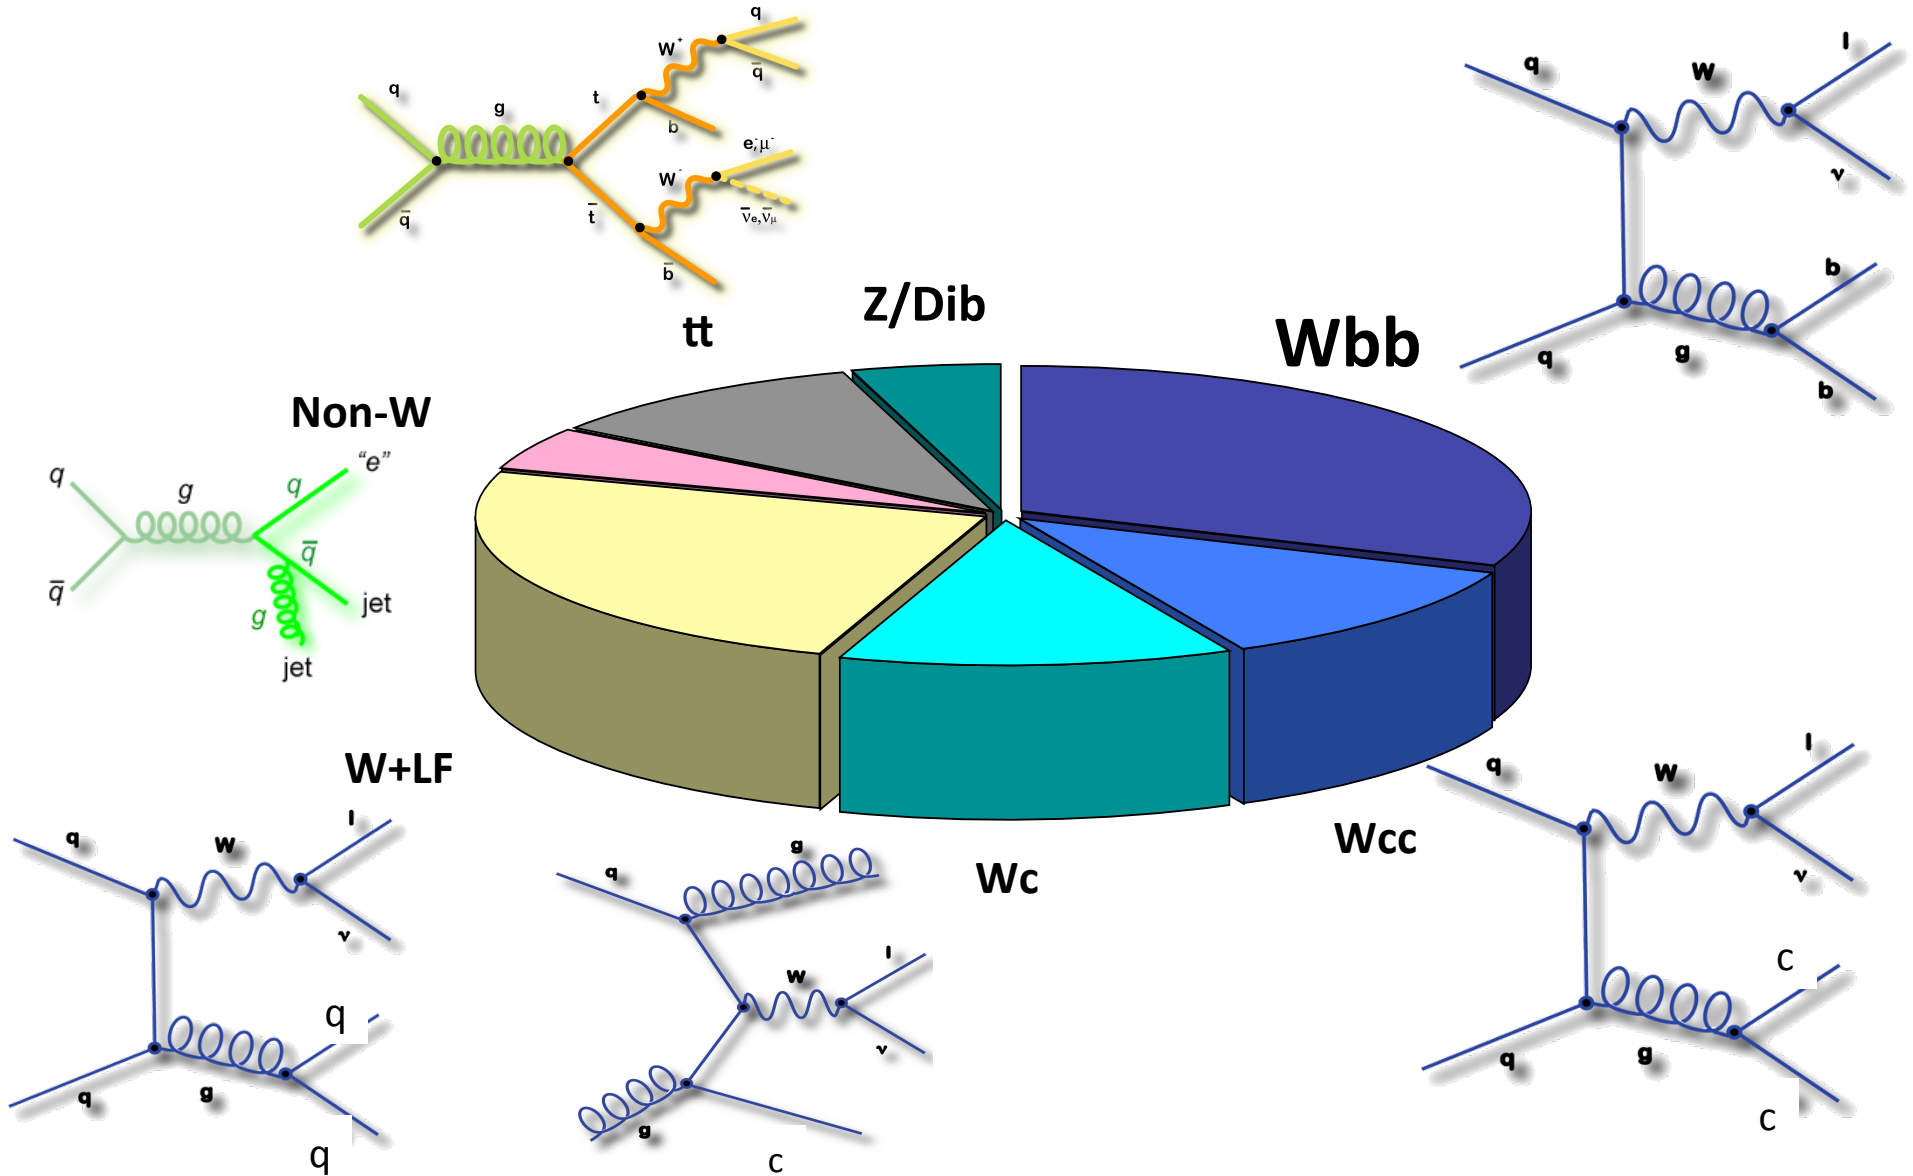 q
q̄
g
t
t̄
W+
b
q
q̄
W-
b̄
e-,μ-
ν̄e,ν̄μ
tt
Z/Dib
Wbb
q
W
l
ν
q
g
b
b
Non-W
q
q̄
g
q
"e"
q̄
g
jet
jet
W+LF
q
W
l
ν
q
g
q
q
Wc
q
g
W
l
ν
g
c
Wcc
q
W
l
ν
q
g
c
c